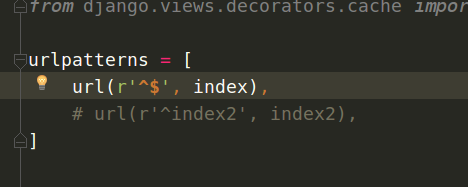 from django.views.decorators.cache impor
urlpatterns = [
url(r'^$', index),
# url(r'^index2', index2),
]